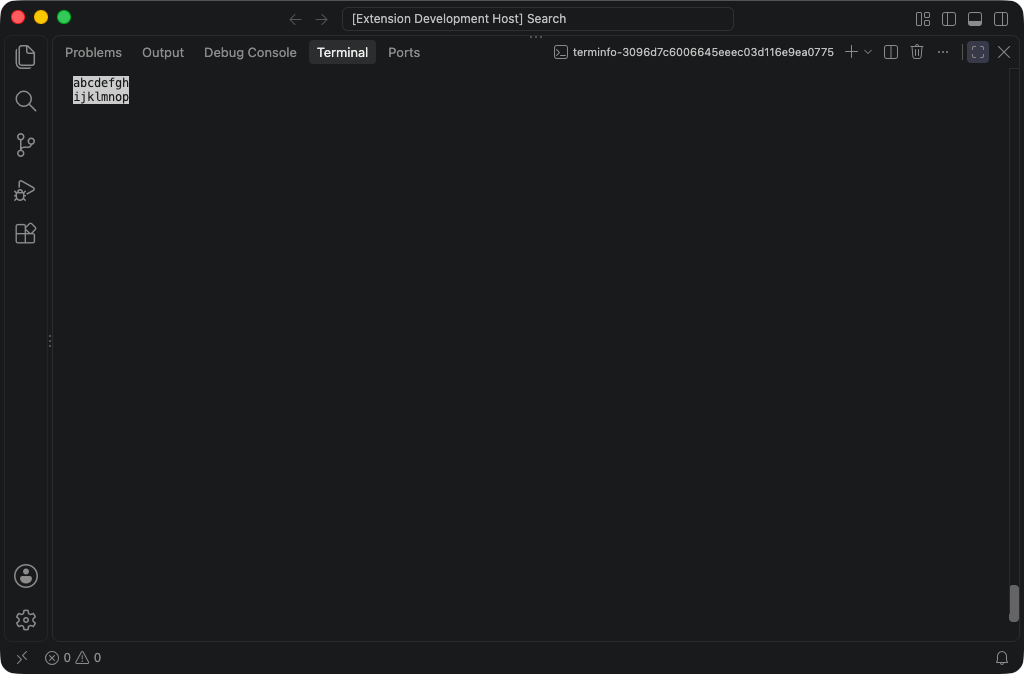 [Extension Development Host] Search
Problems Output Debug Console Terminal Ports
terminfo-3096d7c6006645eeec03d116e9ea0775
abcdefgh
ijklmnop
0 0